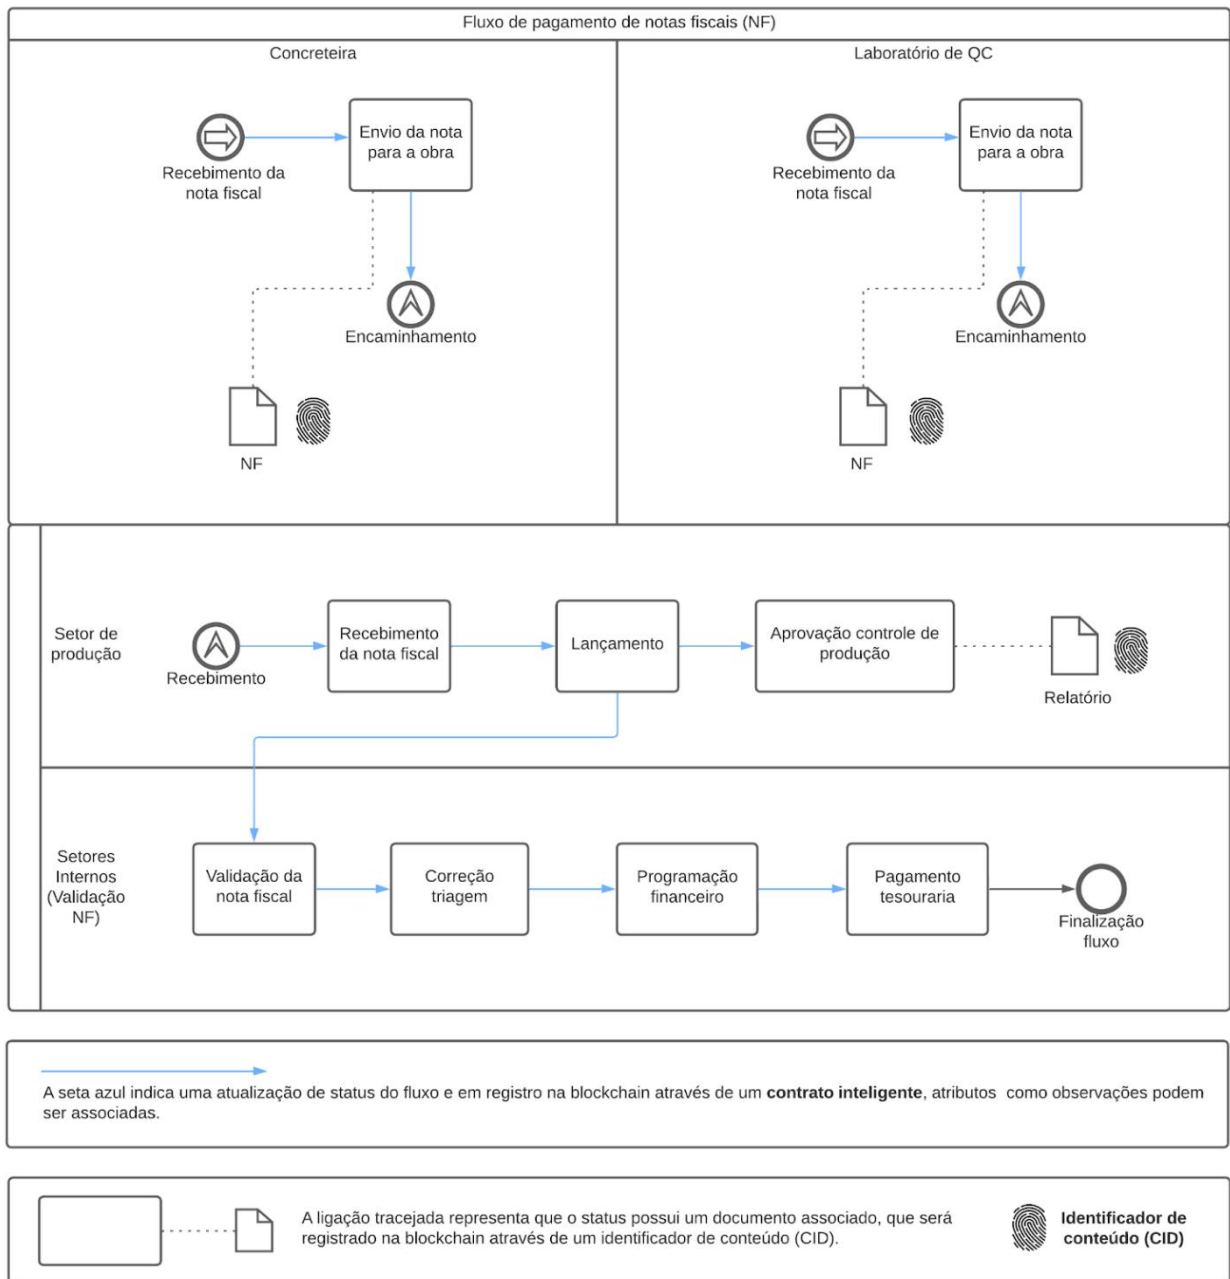 Fluxo de pagamento de notas fiscais (NF)
Concreteira
Laboratório de QC
Envio da nota
para a obra
Recebimento da
nota fiscal
Encaminhamento
NF
Envio da nota
para a obra
Recebimento da
nota fiscal
Encaminhamento
NF
Setor de
produção
Recebimento
Recebimento
da nota fiscal
Lançamento
Aprovação controle de
produção
Relatório
Setores
Internos
(Validação
NF)
Validação da
nota fiscal
Correção
triagem
Programação
financeiro
Pagamento
tesouraria
Finalização
fluxo
A seta azul indica uma atualização de status do fluxo e em registro na blockchain através de um contrato inteligente, atributos como observações podem
ser associadas.
A ligação tracejada representa que o status possui um documento associado, que será
registrado na blockchain através de um identificador de conteúdo (CID).
Identificador de
conteúdo (CID)